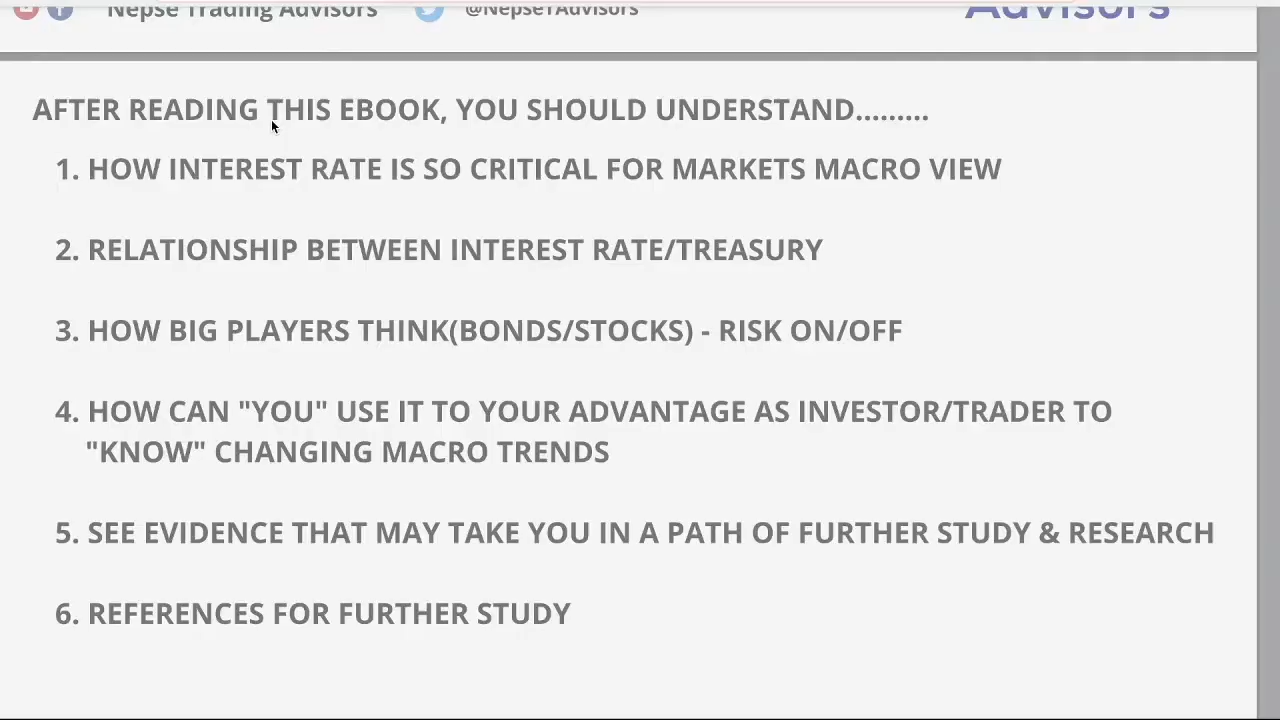 Nepse Trading Advisors
@NepseTAdvisors
Advisors
AFTER READING THIS EBOOK, YOU SHOULD UNDERSTAND.........
1. HOW INTEREST RATE IS SO CRITICAL FOR MARKETS MACRO VIEW
2. RELATIONSHIP BETWEEN INTEREST RATE/TREASURY
3. HOW BIG PLAYERS THINK(BONDS/STOCKS) - RISK ON/OFF
4. HOW CAN "YOU" USE IT TO YOUR ADVANTAGE AS INVESTOR/TRADER TO
"KNOW" CHANGING MACRO TRENDS
5. SEE EVIDENCE THAT MAY TAKE YOU IN A PATH OF FURTHER STUDY & RESEARCH
6. REFERENCES FOR FURTHER STUDY